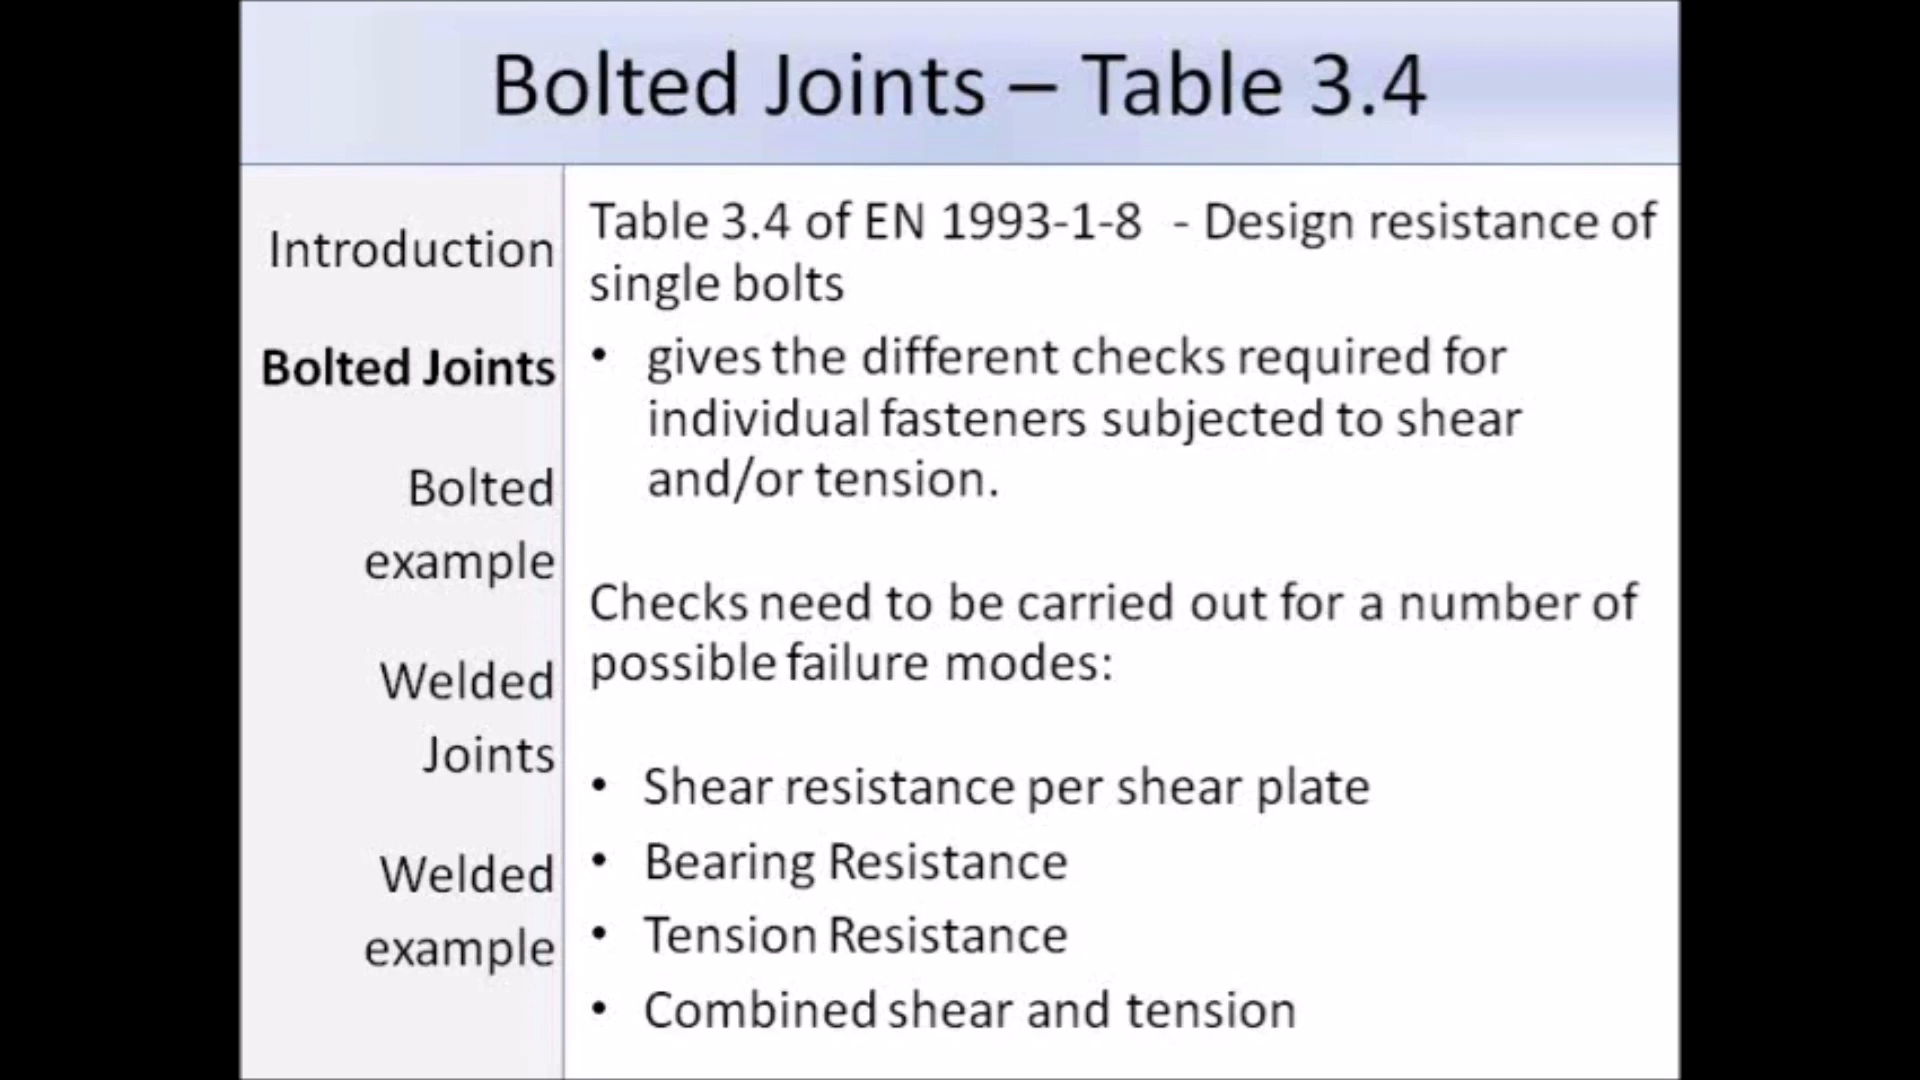 Bolted Joints – Table 3.4
Introduction
Bolted Joints
Bolted
example
Welded
Joints
Welded
example
Table 3.4 of EN 1993-1-8 - Design resistance of
single bolts
• gives the different checks required for
individual fasteners subjected to shear
and/or tension.
Checks need to be carried out for a number of
possible failure modes:
• Shear resistance per shear plate
• Bearing Resistance
• Tension Resistance
• Combined shear and tension